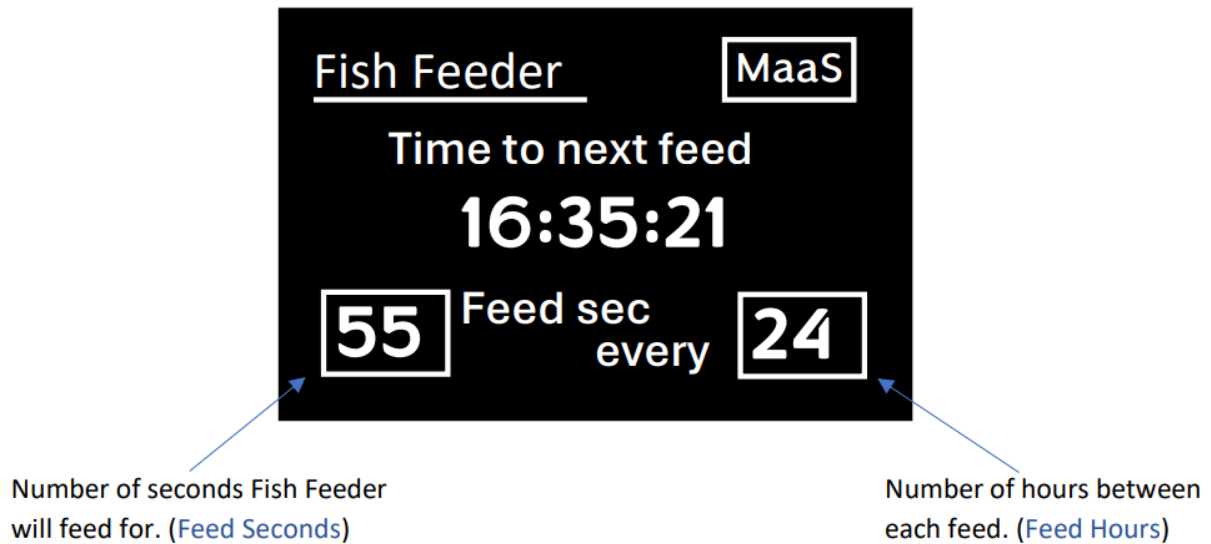 Fish Feeder
MaaS
Time to next feed
16:35:21
55
Feed sec
every
24
Number of seconds Fish Feeder
will feed for. (Feed Seconds)
Number of hours between
each feed. (Feed Hours)